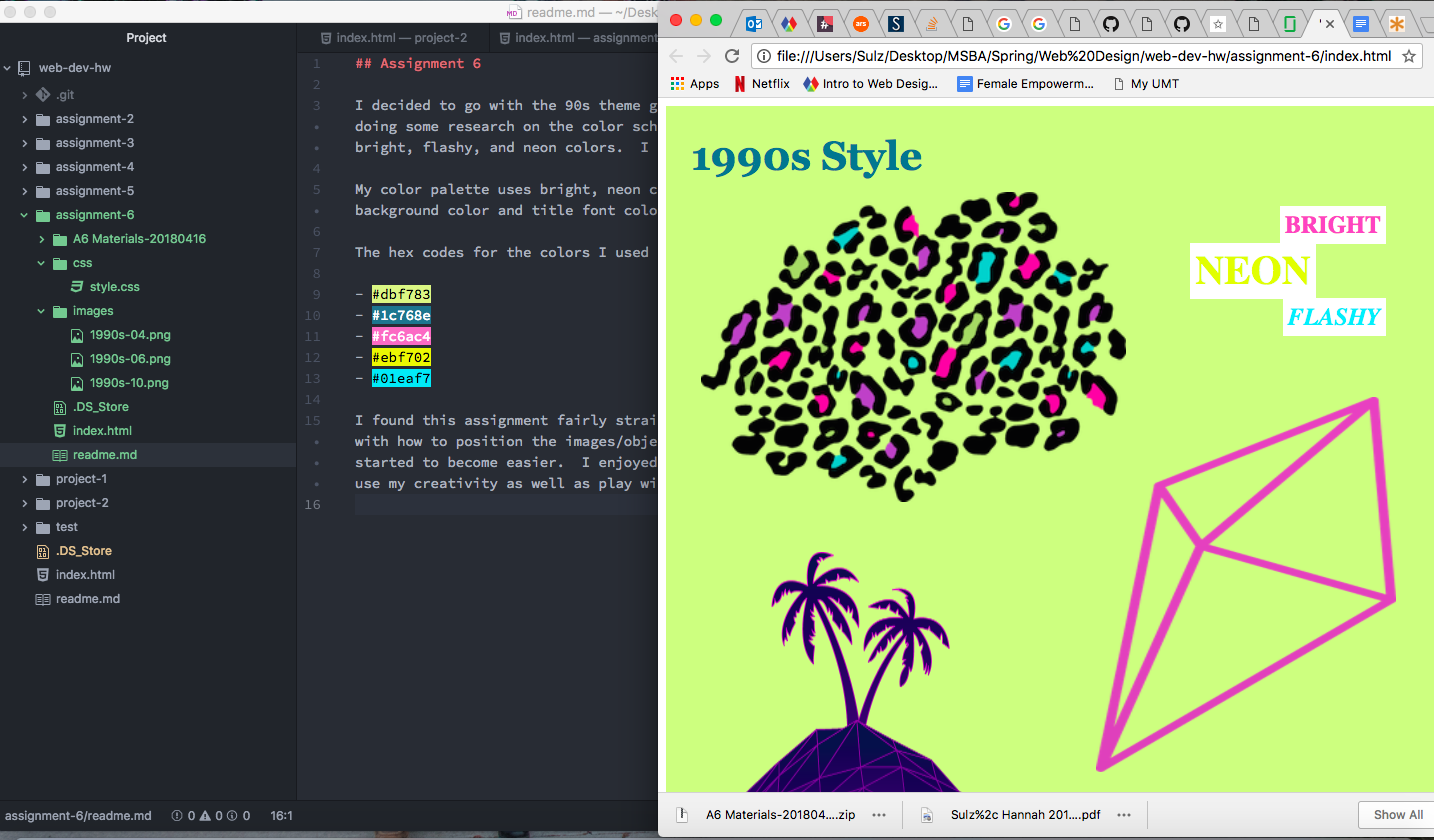 readme.md — ~/Desk
Project
web-dev-hw
.git
assignment-2
assignment-3
assignment-4
assignment-5
assignment-6
A6 Materials-20180416
css
style.css
images
1990s-04.png
1990s-06.png
1990s-10.png
.DS_Store
index.html
readme.md
project-1
project-2
test
.DS_Store
index.html
readme.md
assignment-6/readme.md 0 0 0 16:1
index.html — project-2 index.html — assignment
1 ## Assignment 6
2
3 I decided to go with the 90s theme g
doing some research on the color sch
bright, flashy, and neon colors. I
4
5 My color palette uses bright, neon c
background color and title font colo
6
7 The hex codes for the colors I used
8
9 - #dbf783
10 - #1c768e
11 - #fc6ac4
12 - #ebf702
13 - #01eaf7
14
15 I found this assignment fairly strai
with how to position the images/obje
started to become easier. I enjoyed
use my creativity as well as play wi
16
file:///Users/Sulz/Desktop/MSBA/Spring/Web%20Design/web-dev-hw/assignment-6/index.html
Apps Netflix Intro to Web Desig... Female Empowerm... My UMT
1990s Style
BRIGHT
NEON
FLASHY
A6 Materials-201804....zip Sulz%2c Hannah 201....pdf Show All